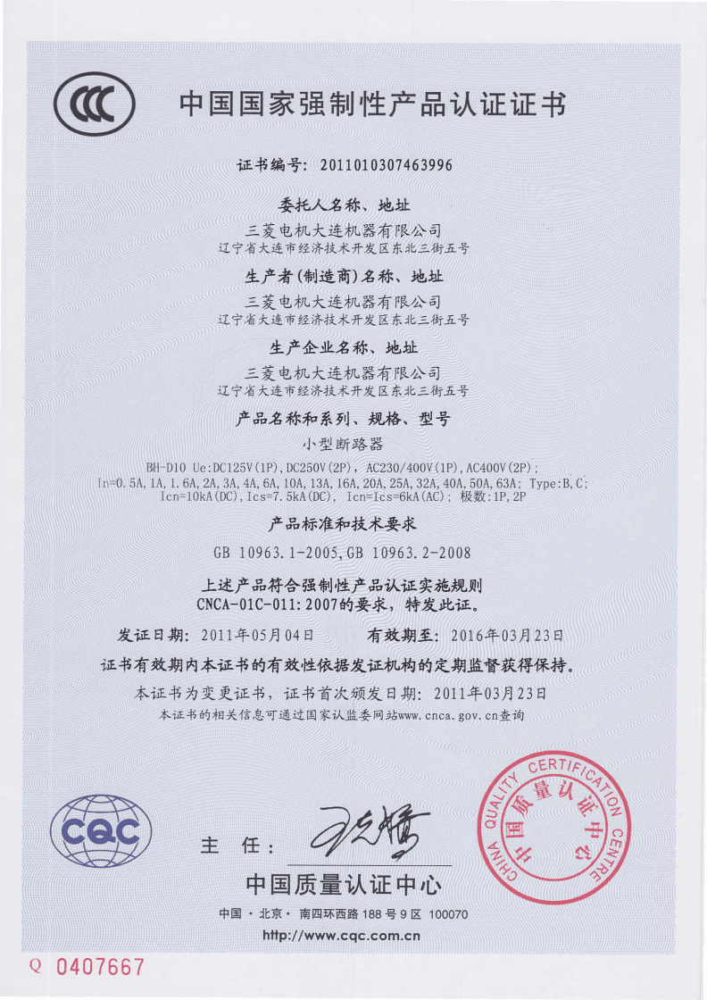 中国国家强制性产品认证证书
证书编号: 2011010307463996
委托人名称、地址
三菱电机大连机器有限公司
辽宁省大连市经济技术开发区东北三街五号
生产者(制造商)名称、地址
三菱电机大连机器有限公司
辽宁省大连市经济技术开发区东北三街五号
生产企业名称、地址
三菱电机大连机器有限公司
辽宁省大连市经济技术开发区东北三街五号
产品名称和系列、规格、型号
小型断路器
BH-D10 Ue:DC125V(1P),DC250V(2P), AC230/400V(1P),AC400V(2P);
In=0.5A,1A,1.6A,2A,3A,4A,6A,10A,13A,16A,20A,25A,32A,40A,50A,63A; Type:B,C;
Icn=10kA(DC),Ics=7.5kA(DC), Icn=Ics=6kA(AC); 极数:1P,2P
产品标准和技术要求
GB 10963.1-2005,GB 10963.2-2008
上述产品符合强制性产品认证实施规则
CNCA-01C-011:2007的要求，特发此证。
发证日期: 2011年05月04日 有效期至: 2016年03月23日
证书有效期内本证书的有效性依据发证机构的定期监督获得保持。
本证书为变更证书，证书首次颁发日期: 2011年03月23日
本证书的相关信息可通过国家认监委网站www.cnca.gov.cn查询
CHINA QUALITY CERTIFICATION CENTRE
中国质量认证中心
CQC
主 任:
中国质量认证中心
中国·北京· 南四环西路 188 号 9 区 100070
http://www.cqc.com.cn
Q 0407667